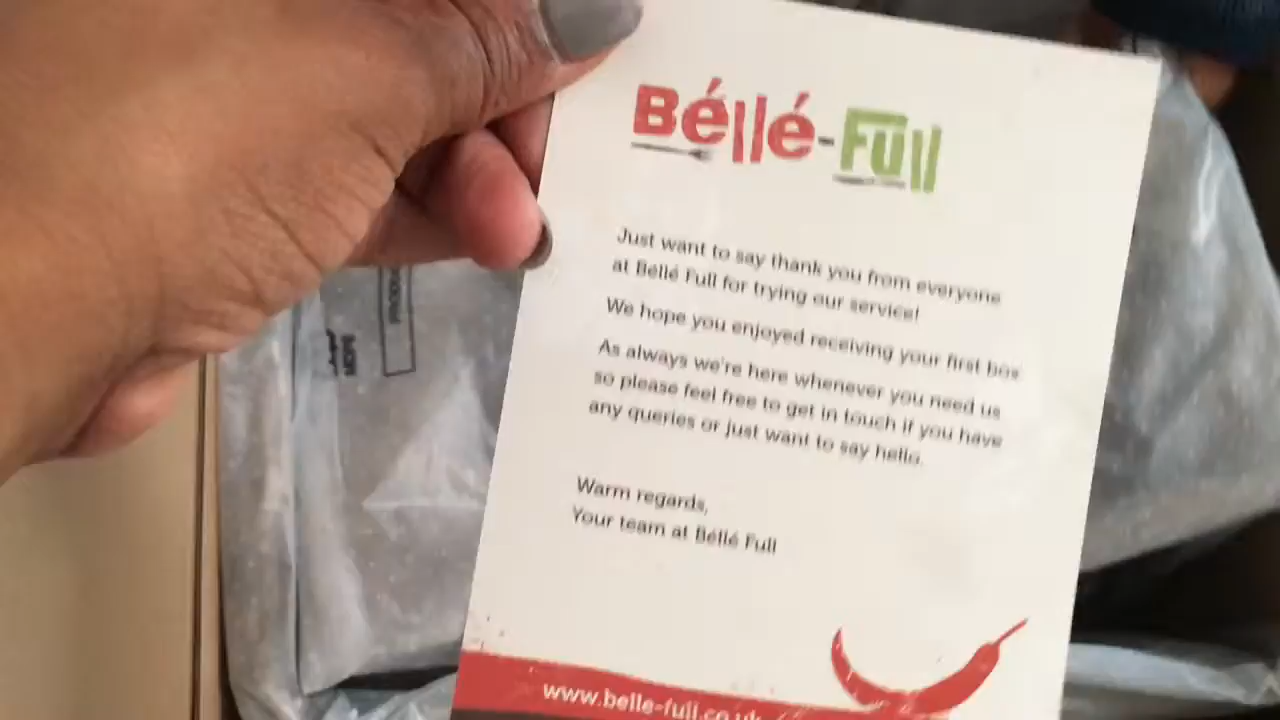 Béllé-Full
Just want to say thank you from everyone
at Béllé Full for trying our service!
We hope you enjoyed receiving your first box
As always we're here whenever you need us
so please feel free to get in touch if you have
any queries or just want to say hello.
Warm regards,
Your team at Béllé Full
www.belle-full.co.uk